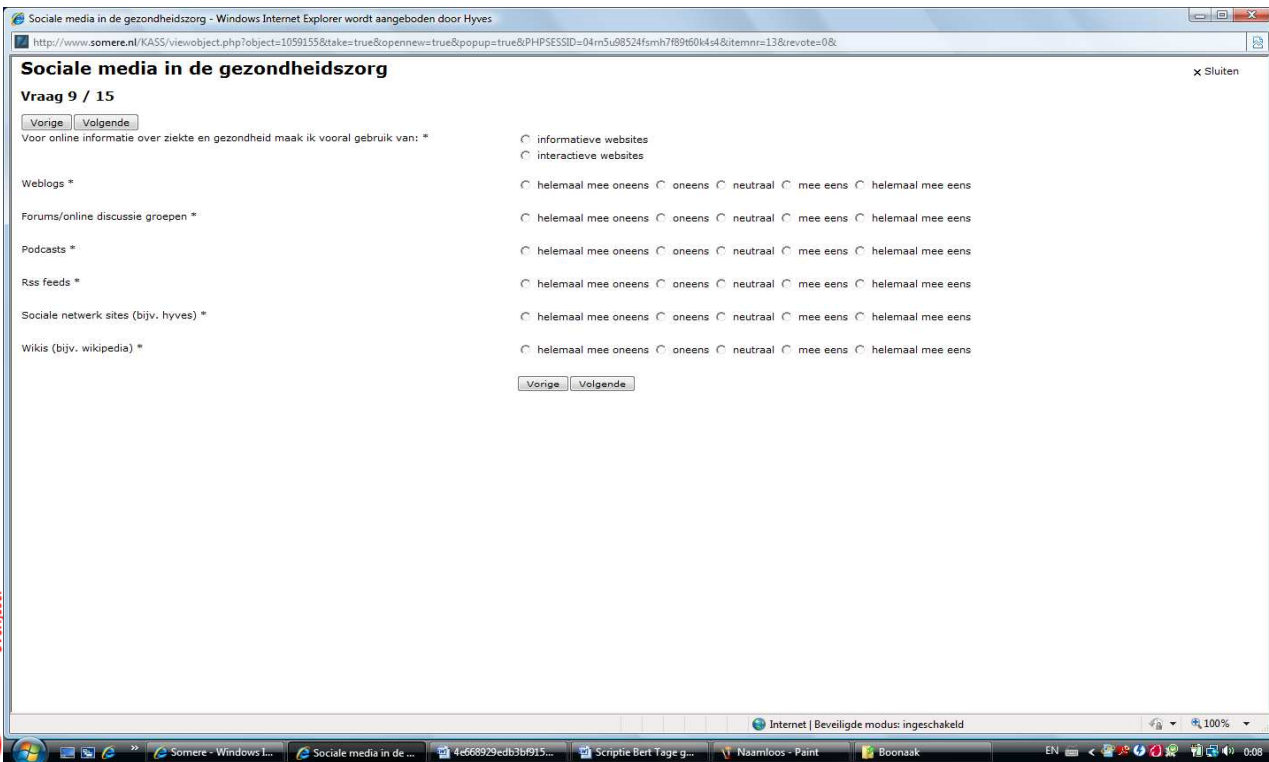 Sociale media in de gezondheidszorg - Windows Internet Explorer wordt aangeboden door Hyves
http://www.somere.nl/KASS/viewobject.php?object=1059155&take=true&opennew=true&popup=true&PHPSESSID=04rn5u98524fsmh7f89t60k4s4&itemnr=13&revote=0&
Sociale media in de gezondheidszorg
x Sluiten
Vraag 9 / 15
Vorige Volgende
Voor online informatie over ziekte en gezondheid maak ik vooral gebruik van: *
informatieve websites
interactieve websites
Weblogs * helemaal mee oneens oneens neutraal mee eens helemaal mee eens
Forums/online discussie groepen * helemaal mee oneens oneens neutraal mee eens helemaal mee eens
Podcasts * helemaal mee oneens oneens neutraal mee eens helemaal mee eens
Rss feeds * helemaal mee oneens oneens neutraal mee eens helemaal mee eens
Sociale netwerk sites (bijv. hyves) * helemaal mee oneens oneens neutraal mee eens helemaal mee eens
Wikis (bijv. wikipedia) * helemaal mee oneens oneens neutraal mee eens helemaal mee eens
Vorige Volgende
Internet | Beveiligde modus: ingeschakeld 100%
Somere - Windows I... Sociale media in de ... 4e668929edb3bf915... Scriptie Bert Tage g... Naamloos - Paint Boonaak EN 0:08